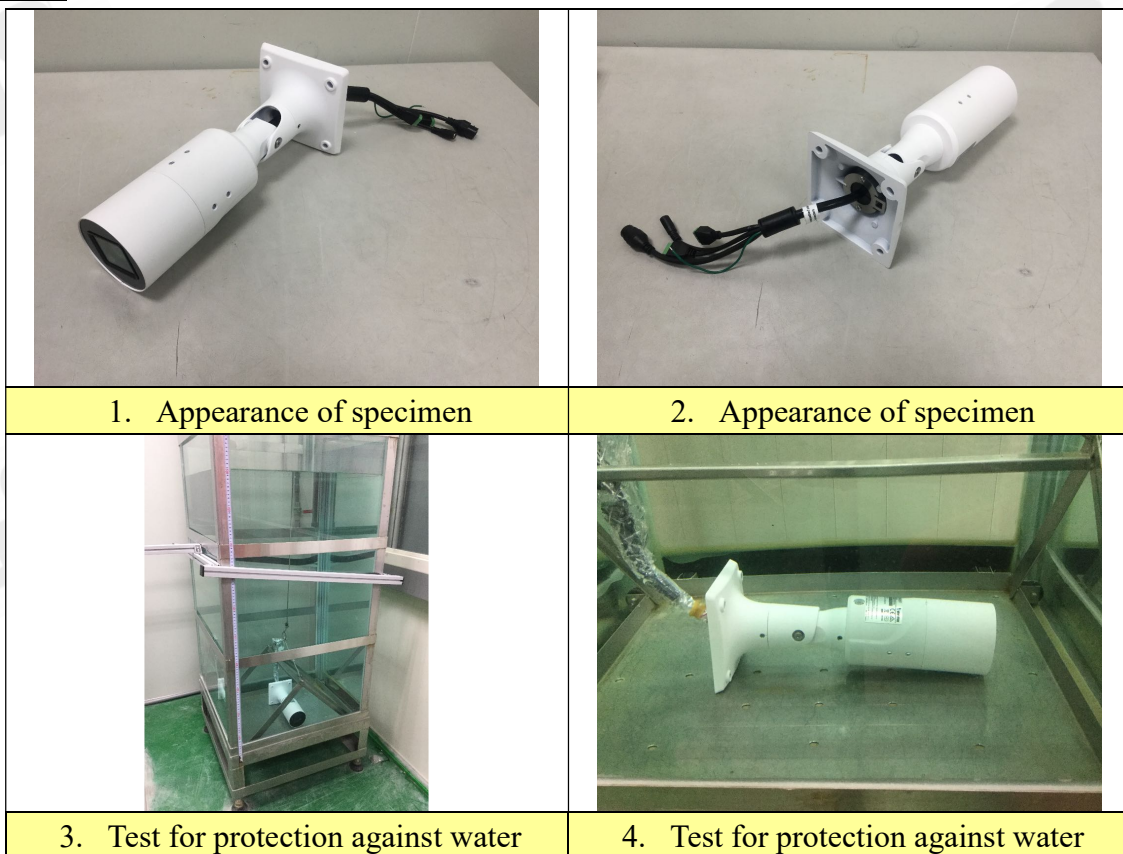 1. Appearance of specimen
2. Appearance of specimen
3. Test for protection against water
4. Test for protection against water